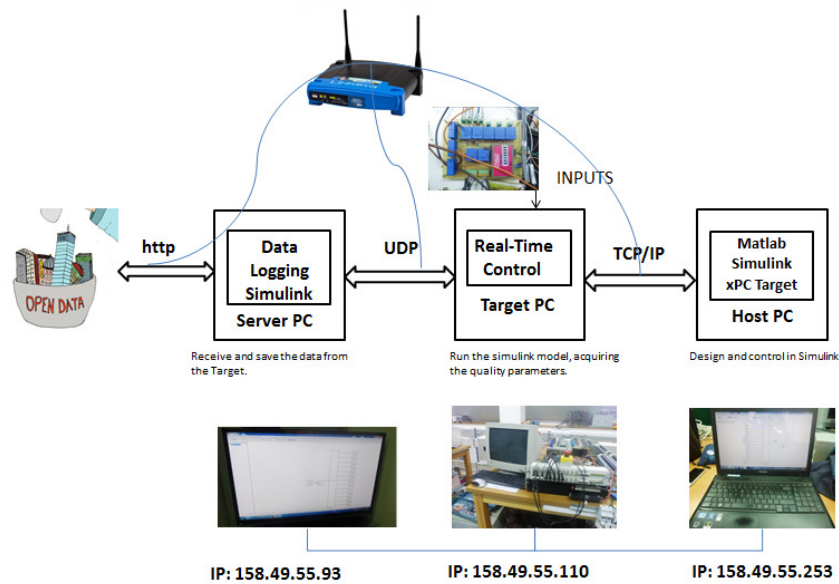 LINKSYS
INPUTS
http
UDP
TCP/IP
OPEN DATA
Data
Logging
Simulink
Server PC
Real-Time
Control
Target PC
Matlab
Simulink
xPC Target
Host PC
Receive and save the data from
the Target.
Run the simulink model, acquiring
the quality parameters.
Design and control in Simulink
IP: 158.49.55.93
IP: 158.49.55.110
IP: 158.49.55.253